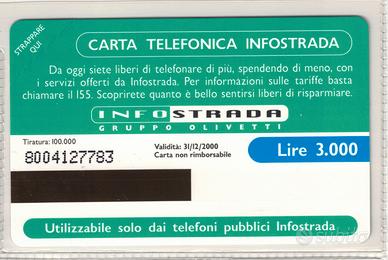 STRAPPARE
QUI
CARTA TELEFONICA INFOSTRADA
Da oggi siete liberi di telefonare di più, spendendo di meno, con
i servizi offerti da Infostrada. Per informazioni sulle tariffe basta
chiamare il 155. Scoprirete quanto è bello sentirsi liberi di risparmiare.
INFOSTRADA
GRUPPO OLIVETTI
Tiratura: 100.000
8004127783
Validità: 31/12/2000
Carta non rimborsabile
Lire 3.000
Utilizzabile solo dai telefoni pubblici Infostrada
subito